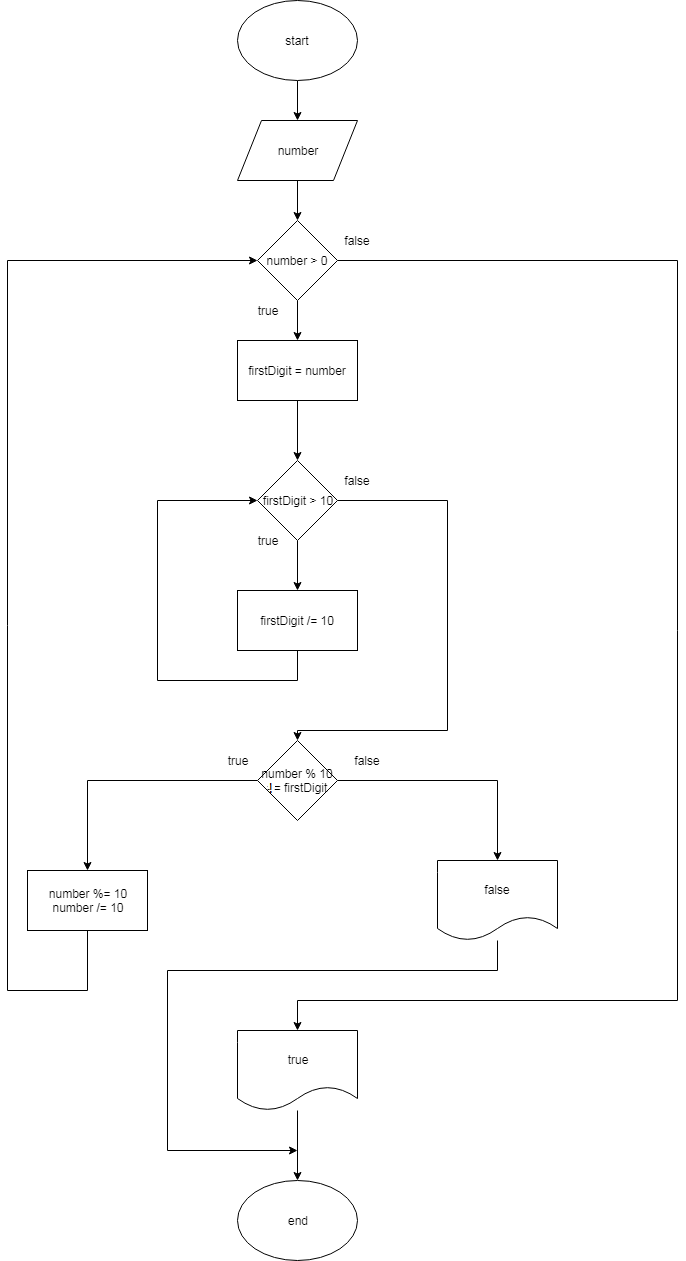 start
number
false
number > 0
true
firstDigit = number
false
firstDigit > 10
true
firstDigit /= 10
true
false
number % 10
!= firstDigit
number %= 10
number /= 10
false
true
end